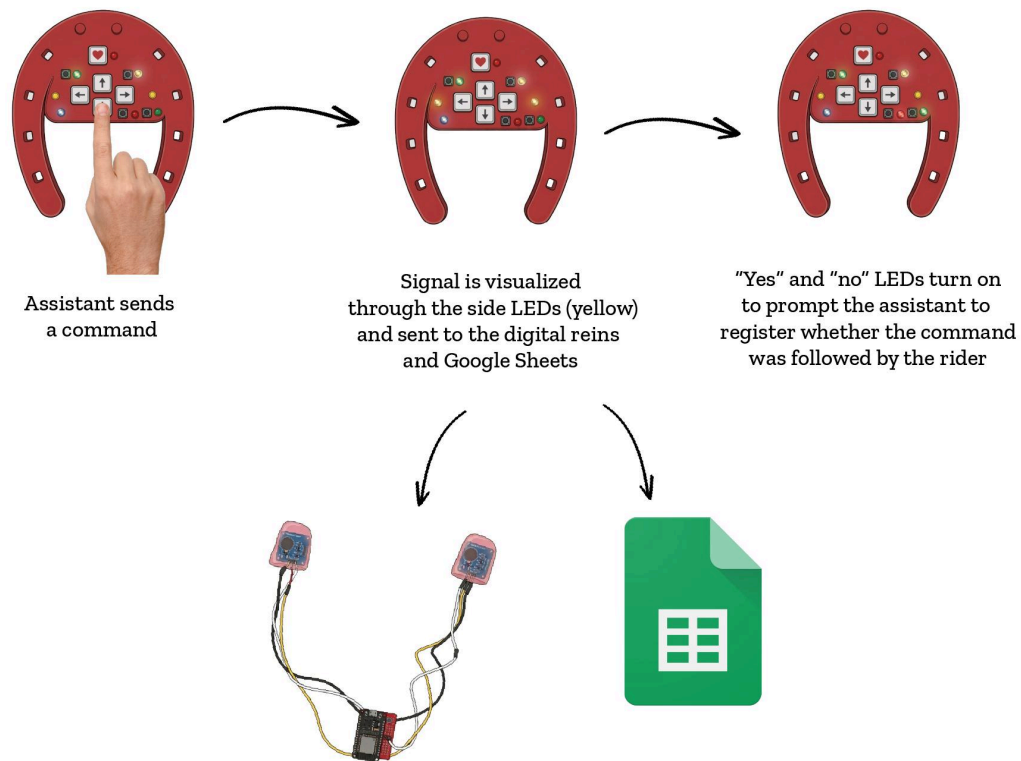 Assistant sends
a command
Signal is visualized
through the side LEDs (yellow)
and sent to the digital reins
and Google Sheets
“Yes” and “no” LEDs turn on
to prompt the assistant to
register whether the command
was followed by the rider